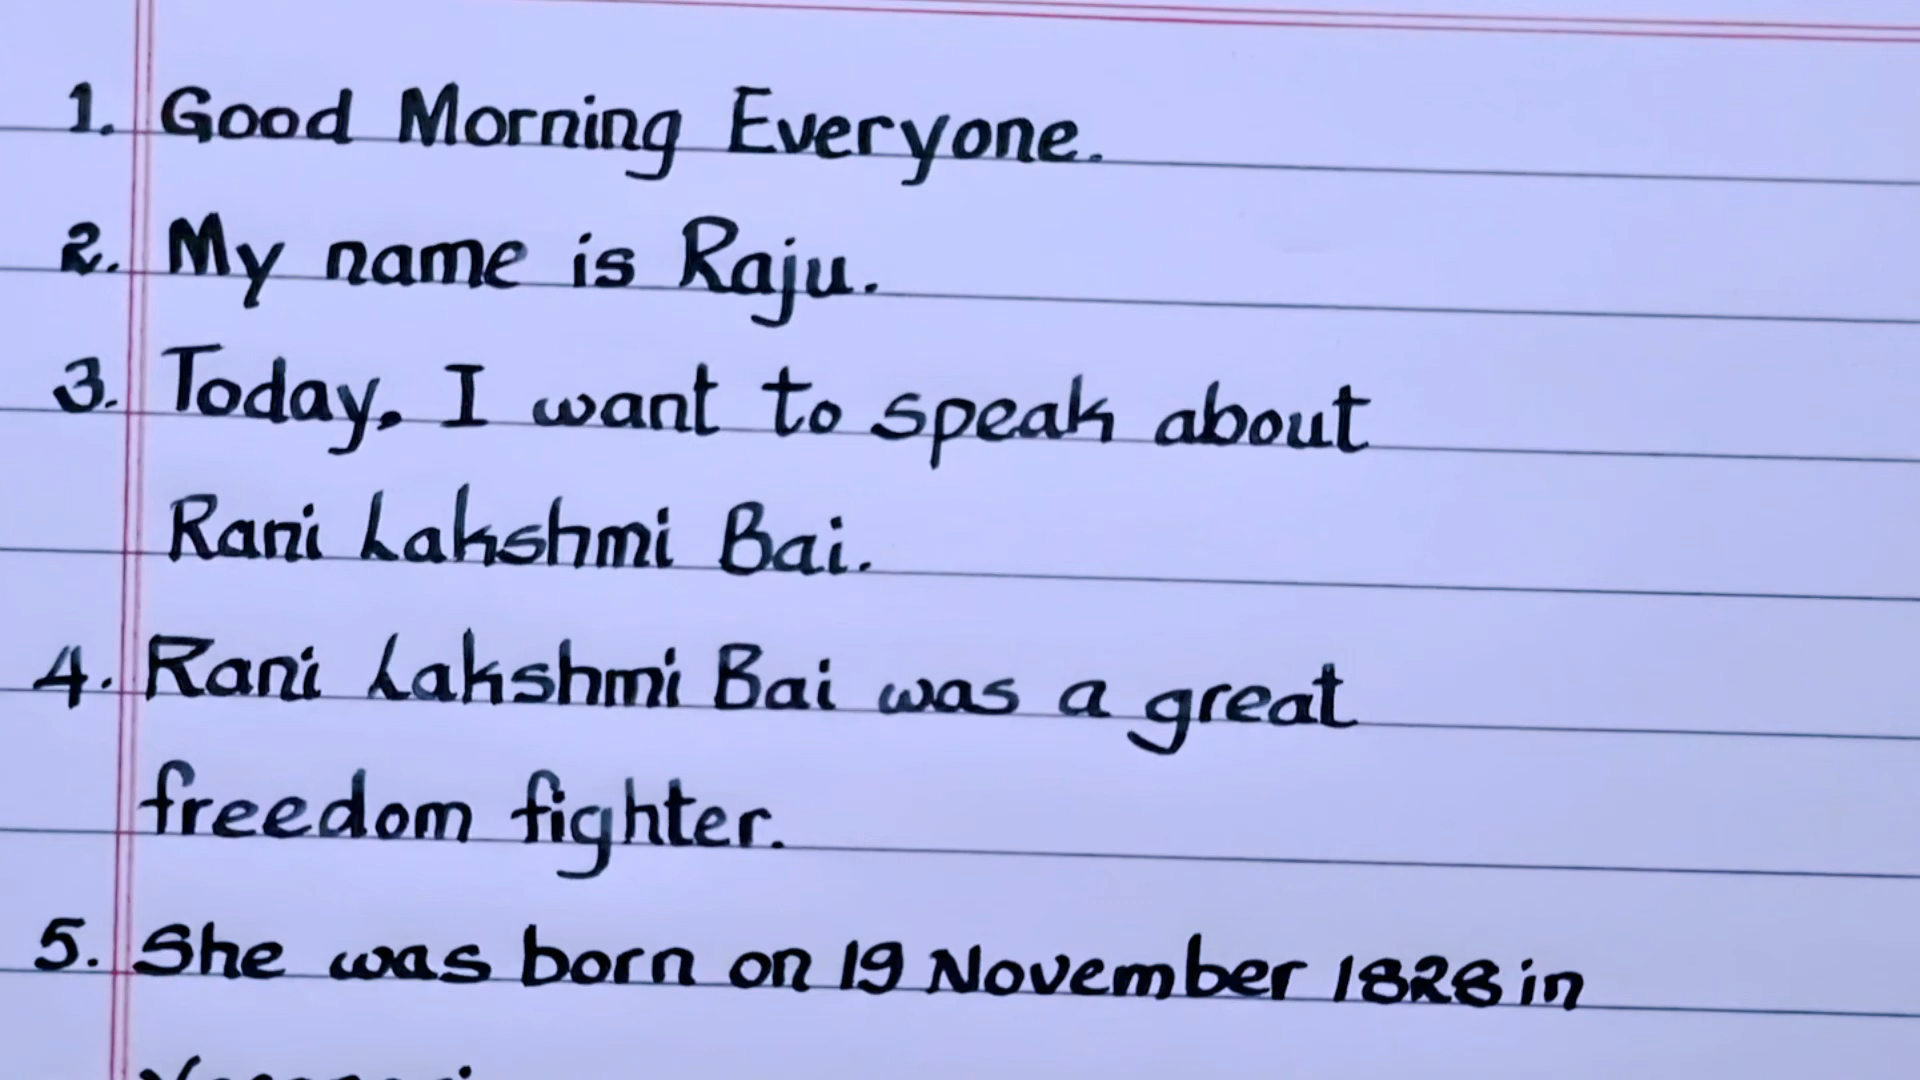 1. Good Morning Everyone.
2. My name is Raju.
3. Today, I want to speak about
Rani Lakshmi Bai.
4. Rani Lakshmi Bai was a great
freedom fighter.
5. She was born on 19 November 1828 in